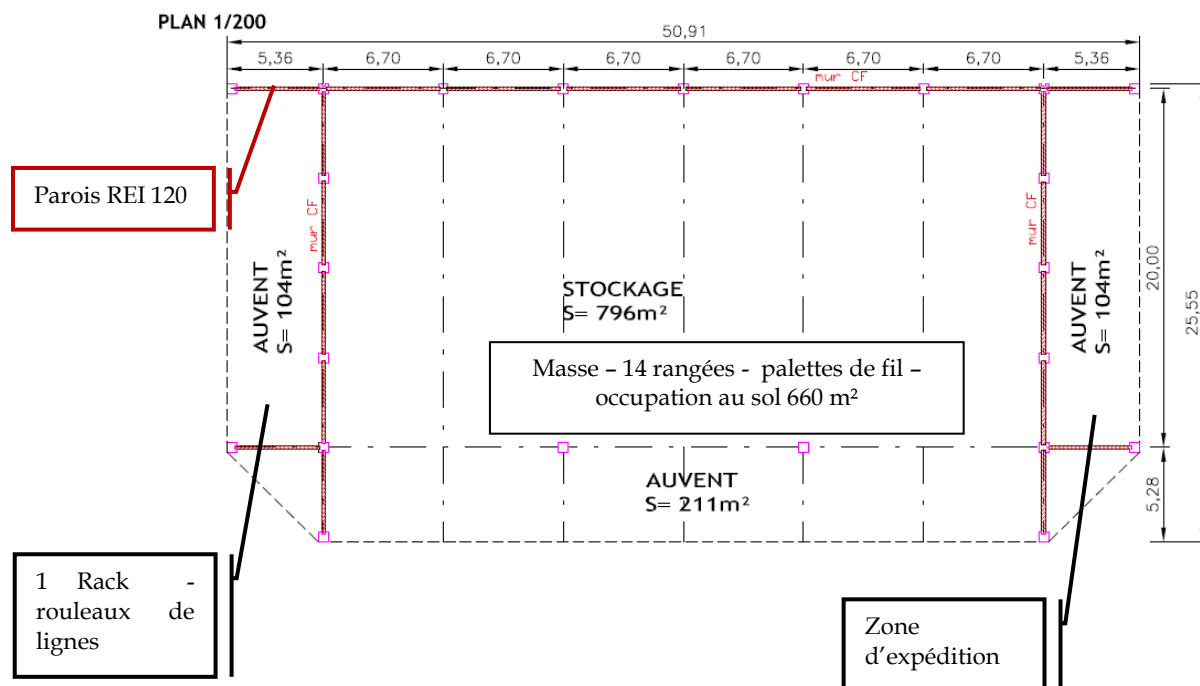 PLAN 1/200
50,91
5,36
6,70
6,70
6,70
6,70
6,70
6,70
5,36
mur CF
Parois REI 120
mur CF
mur CF
AUVENT
S= 104m²
STOCKAGE
S= 796m²
AUVENT
S= 104m²
20,00
25,55
Masse – 14 rangées - palettes de fil –
occupation au sol 660 m²
AUVENT
S= 211m²
5,28
1 Rack -
rouleaux de
lignes
Zone
d'expédition